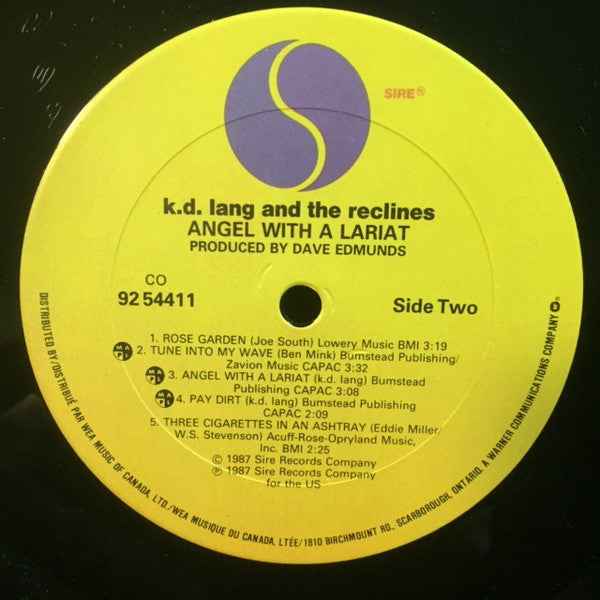 SIRE®
k.d. lang and the reclines
ANGEL WITH A LARIAT
PRODUCED BY DAVE EDMUNDS
CO
92 54411
Side Two
1. ROSE GARDEN (Joe South) Lowery Music BMI 3:19
2. TUNE INTO MY WAVE (Ben Mink) Bumstead Publishing/
Zavion Music CAPAC 3:32
3. ANGEL WITH A LARIAT (k.d. lang) Bumstead
Publishing CAPAC 3:08
4. PAY DIRT (k.d. lang) Bumstead Publishing
CAPAC 2:09
5. THREE CIGARETTES IN AN ASHTRAY (Eddie Miller/
W.S. Stevenson) Acuff-Rose-Opryland Music,
Inc. BMI 2:25
© 1987 Sire Records Company
℗ 1987 Sire Records Company
for the US
DISTRIBUTED BY/DISTRIBUÉ PAR WEA MUSIC OF CANADA, LTD./WEA MUSIQUE DU CANADA, LTÉE/1810 BIRCHMOUNT RD., SCARBOROUGH, ONTARIO. A WARNER COMMUNICATIONS COMPANY